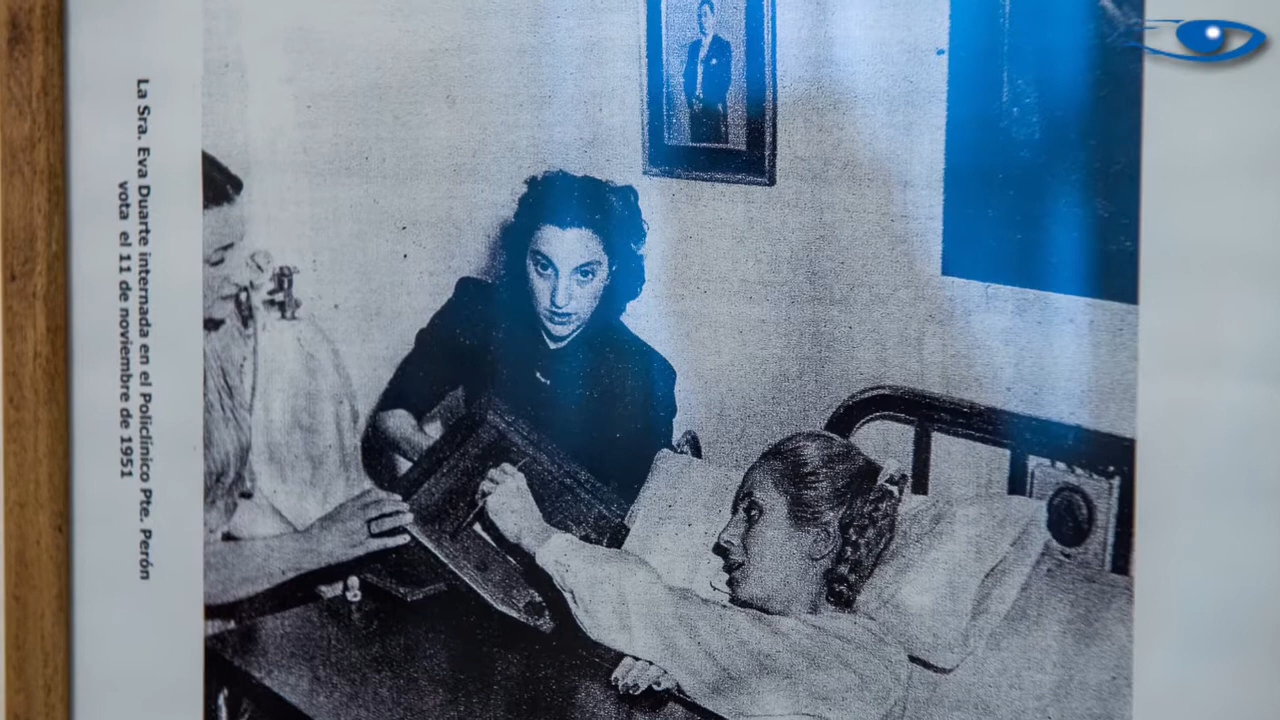 La Sra. Eva Duarte internada en el Policlínico Pte. Perón
vota el 11 de noviembre de 1951